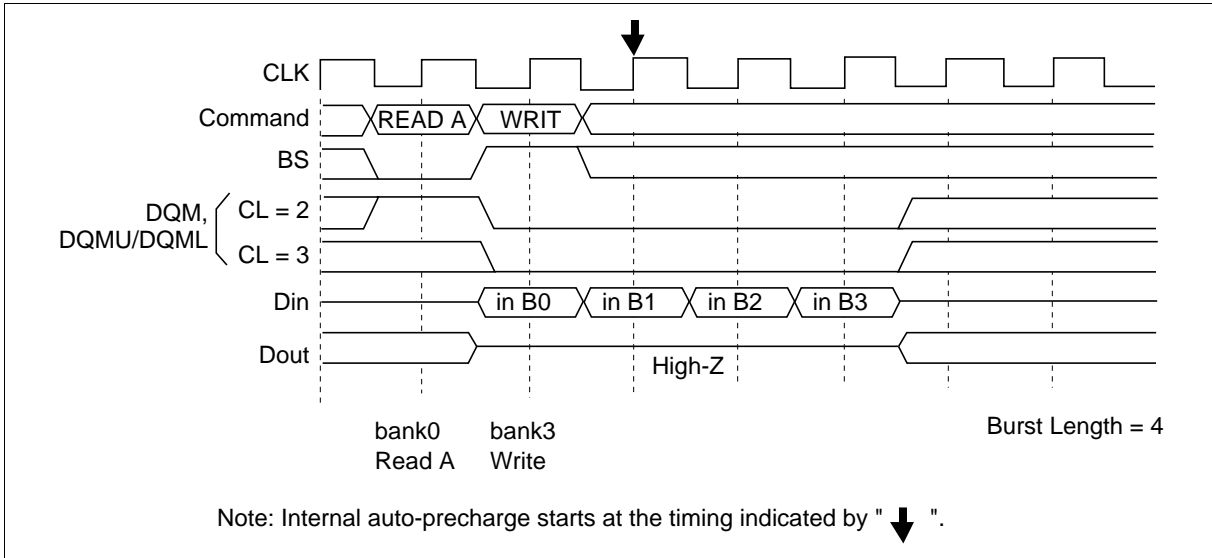 CLK
Command READ A WRIT
BS
DQM, DQMU/DQML CL = 2
CL = 3
Din in B0 in B1 in B2 in B3
Dout High-Z
bank0 bank3 Burst Length = 4
Read A Write
Note: Internal auto-precharge starts at the timing indicated by " ".